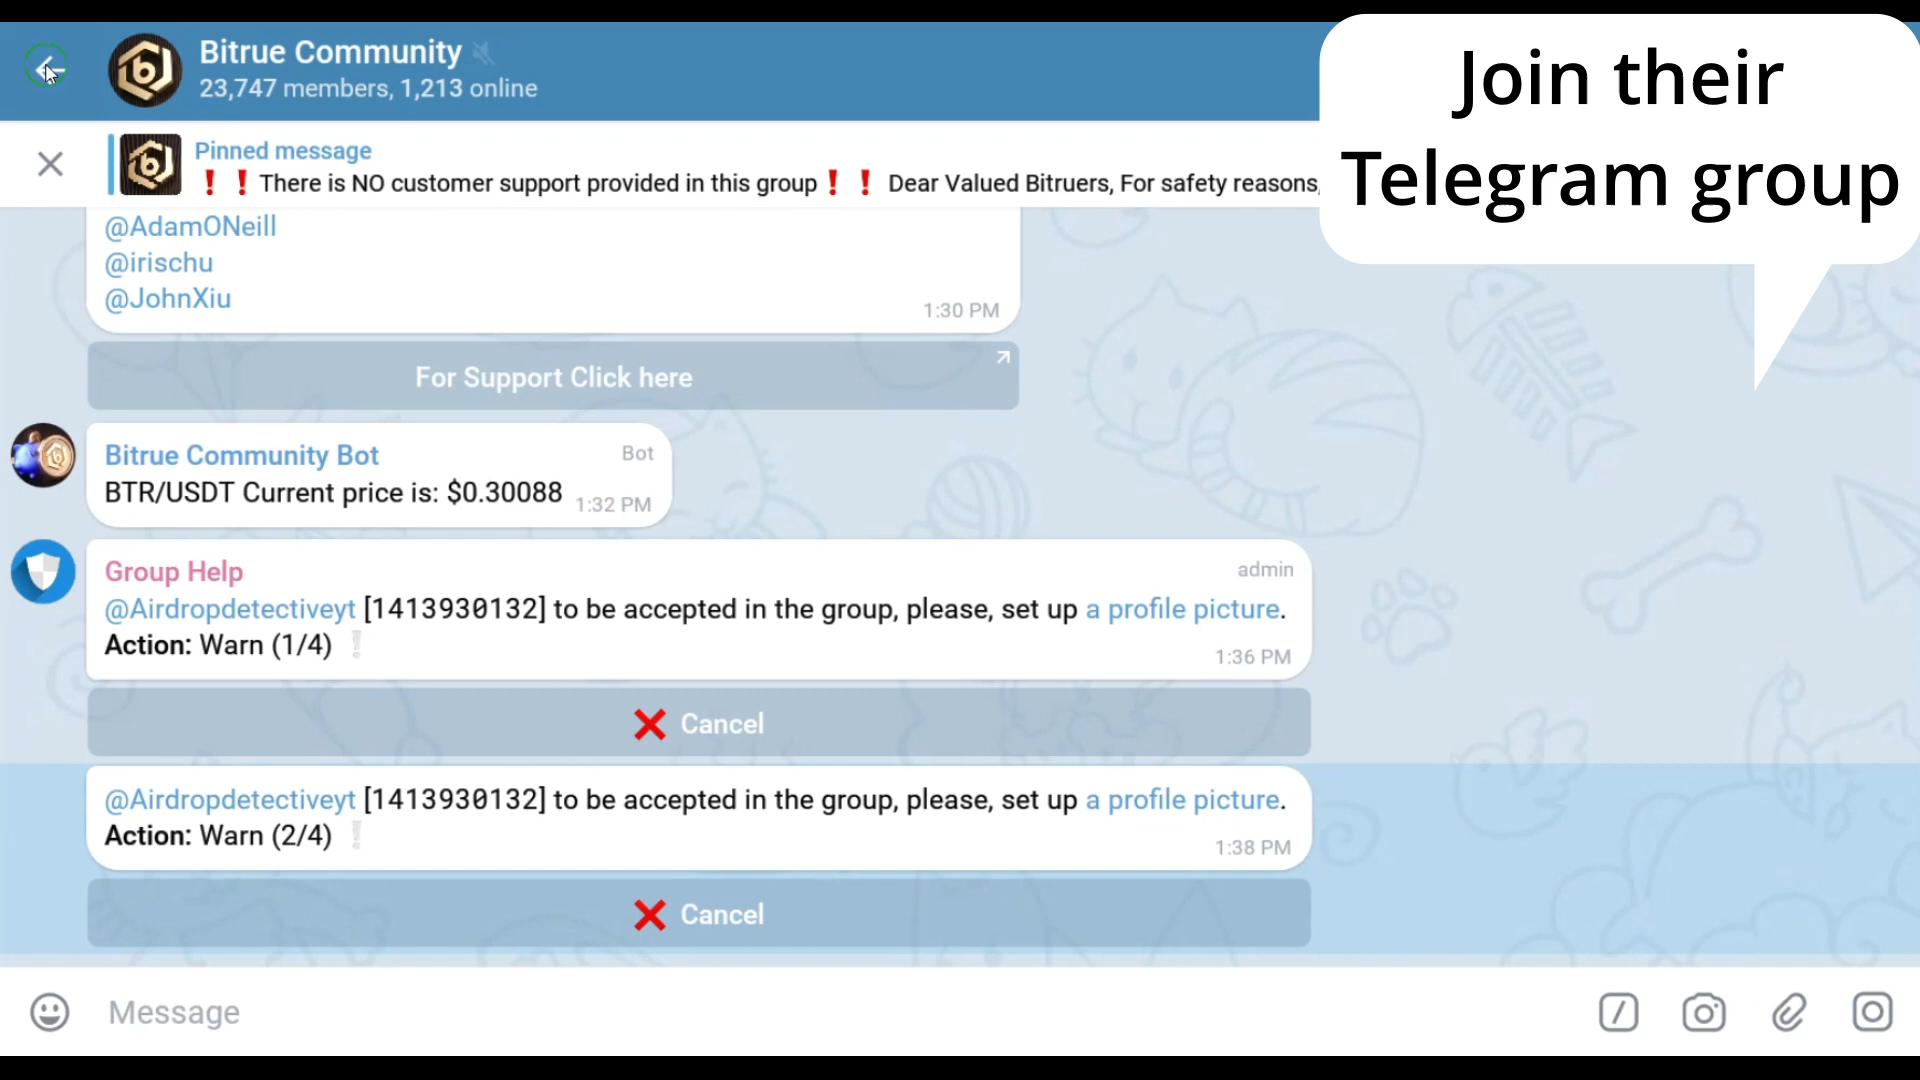 Bitrue Community
23,747 members, 1,213 online
Join their
Telegram group
Pinned message
❗❗There is NO customer support provided in this group❗❗ Dear Valued Bitruers, For safety reasons,
@AdamONeill
@irischu
@JohnXiu
1:30 PM
For Support Click here
Bitrue Community Bot
Bot
BTR/USDT Current price is: $0.30088
1:32 PM
Group Help
admin
@Airdropdetectiveyt [1413930132] to be accepted in the group, please, set up a profile picture.
Action: Warn (1/4) ❕
1:36 PM
❌ Cancel
@Airdropdetectiveyt [1413930132] to be accepted in the group, please, set up a profile picture.
Action: Warn (2/4) ❕
1:38 PM
❌ Cancel
Message